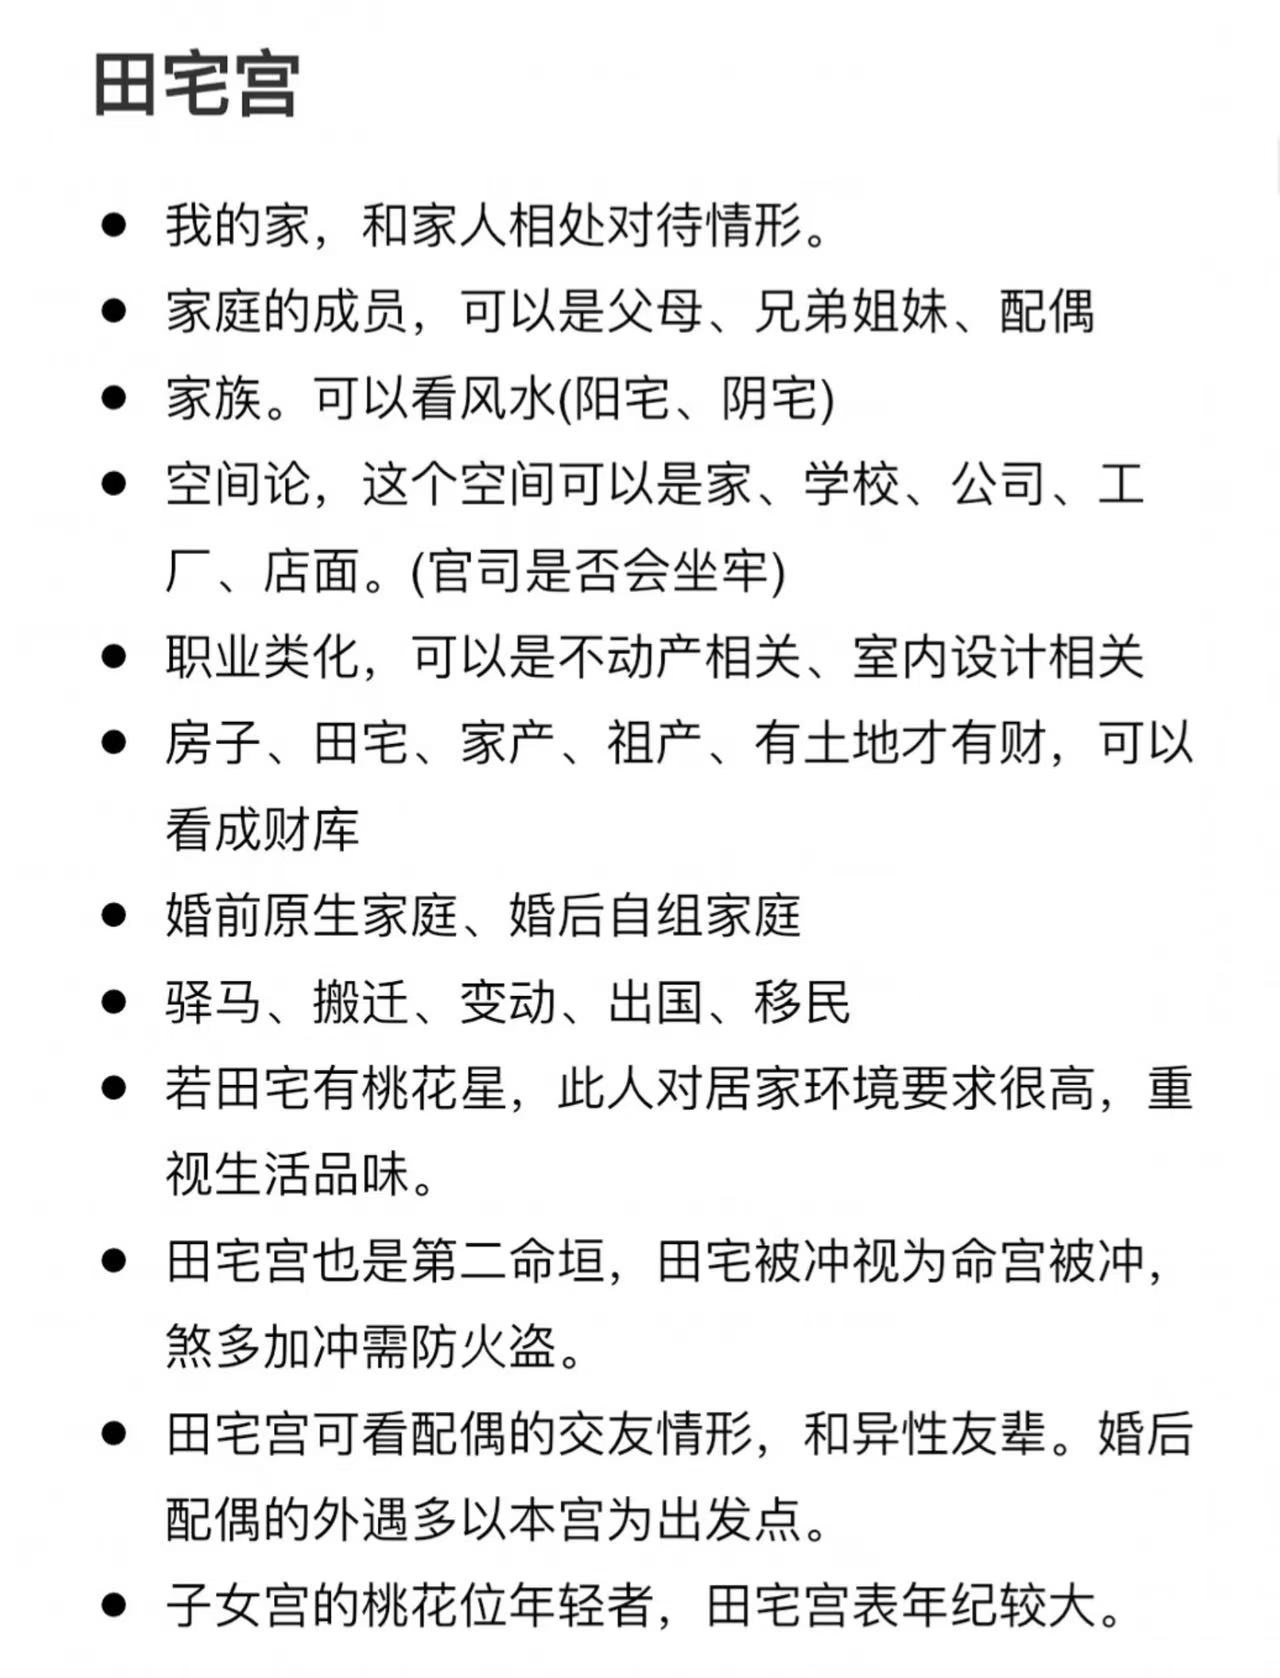 田宅宫
● 我的家，和家人相处对待情形。
● 家庭的成员，可以是父母、兄弟姐妹、配偶
● 家族。可以看风水(阳宅、阴宅)
● 空间论，这个空间可以是家、学校、公司、工
厂、店面。(官司是否会坐牢)
● 职业类化，可以是不动产相关、室内设计相关
● 房子、田宅、家产、祖产、有土地才有财，可以
看成财库
● 婚前原生家庭、婚后自组家庭
● 驿马、搬迁、变动、出国、移民
● 若田宅有桃花星，此人对居家环境要求很高，重
视生活品味。
● 田宅宫也是第二命垣，田宅被冲视为命宫被冲，
煞多加冲需防火盗。
● 田宅宫可看配偶的交友情形，和异性友辈。婚后
配偶的外遇多以本宫为出发点。
● 子女宫的桃花位年轻者，田宅宫表年纪较大。